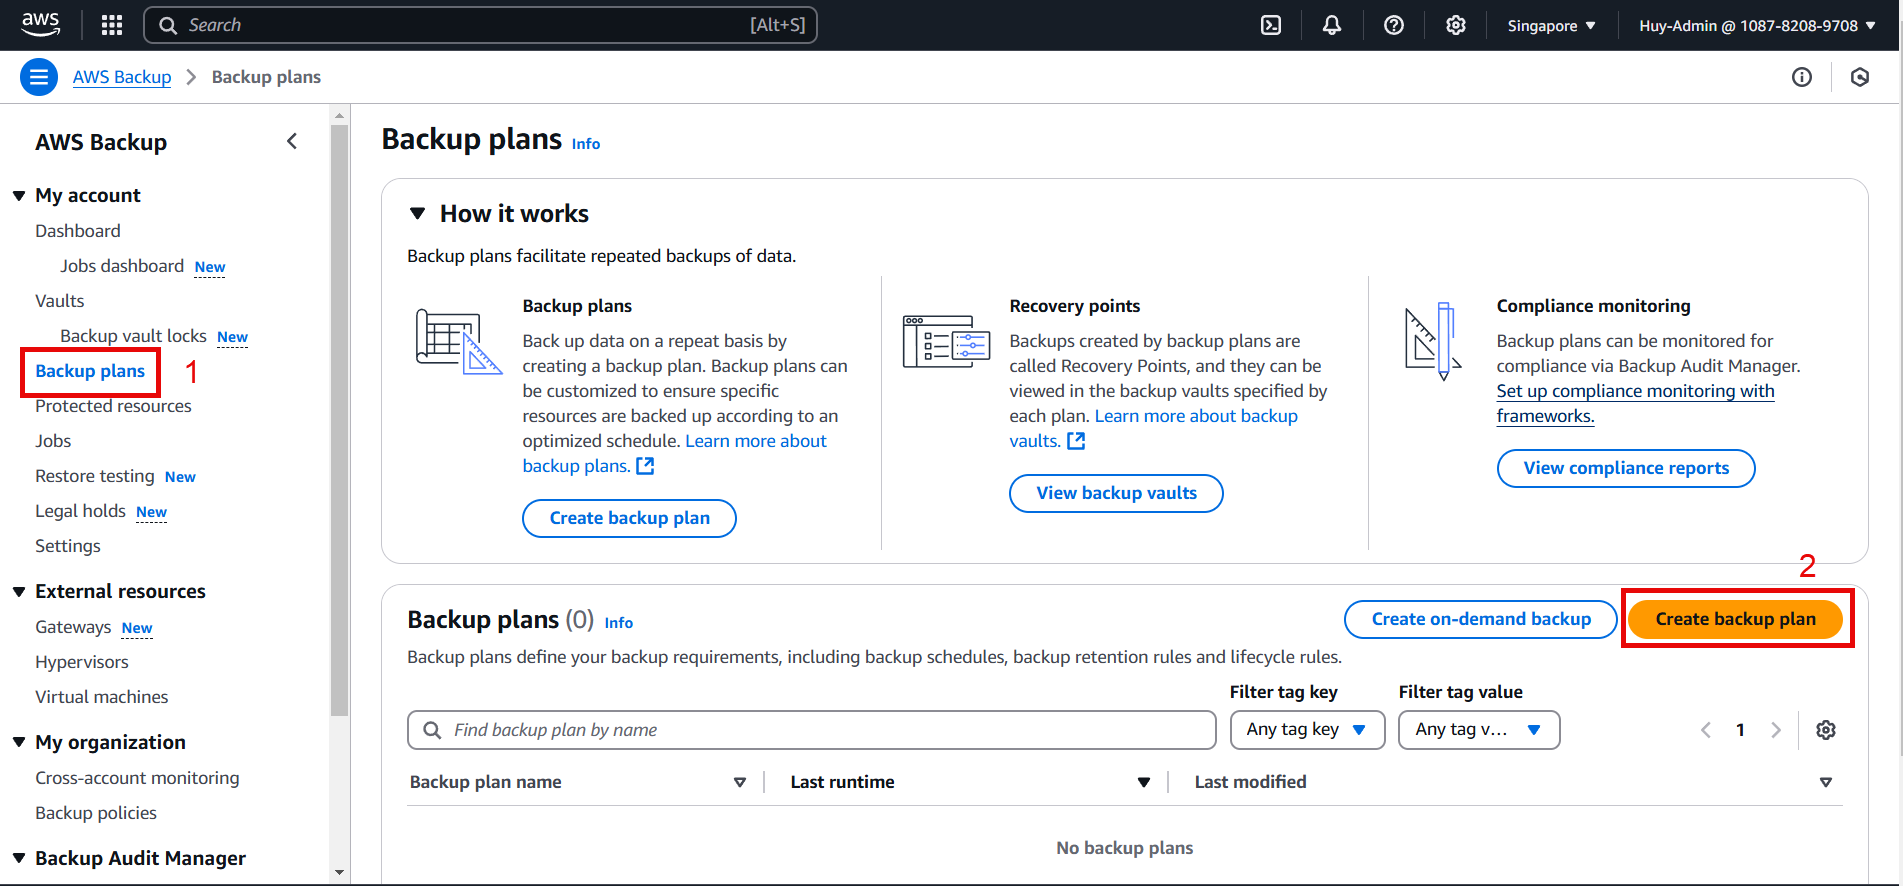 aws
Search
[Alt+S]
Singapore
Huy-Admin @ 1087-8208-9708
AWS Backup
Backup plans
AWS Backup
My account
Dashboard
Jobs dashboard New
Vaults
Backup vault locks New
Backup plans
1
Protected resources
Jobs
Restore testing New
Legal holds New
Settings
External resources
Gateways New
Hypervisors
Virtual machines
My organization
Cross-account monitoring
Backup policies
Backup Audit Manager
Backup plans Info
How it works
Backup plans facilitate repeated backups of data.
Backup plans
Back up data on a repeat basis by
creating a backup plan. Backup plans can
be customized to ensure specific
resources are backed up according to an
optimized schedule. Learn more about
backup plans.
Create backup plan
Recovery points
Backups created by backup plans are
called Recovery Points, and they can be
viewed in the backup vaults specified by
each plan. Learn more about backup
vaults.
View backup vaults
Compliance monitoring
Backup plans can be monitored for
compliance via Backup Audit Manager.
Set up compliance monitoring with
frameworks.
View compliance reports
2
Backup plans (0) Info
Create on-demand backup
Create backup plan
Backup plans define your backup requirements, including backup schedules, backup retention rules and lifecycle rules.
Filter tag key
Filter tag value
Find backup plan by name
Any tag key
Any tag v...
1
Backup plan name
Last runtime
Last modified
No backup plans